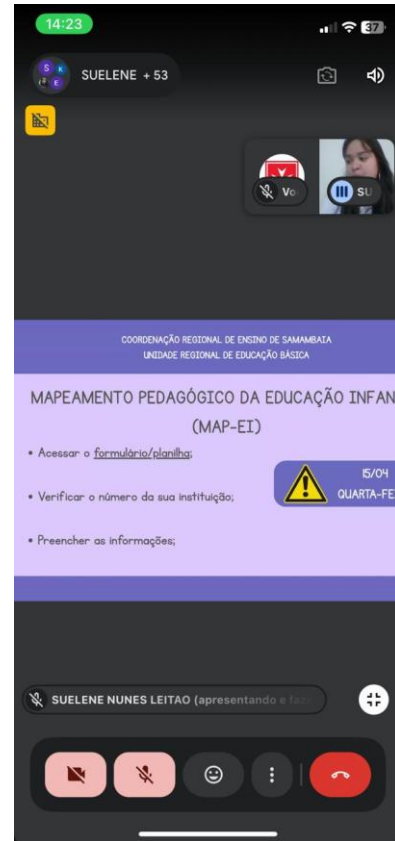 14:23
37
S K
E
SUELENE + 53
Vo
SU
COORDENAÇÃO REGIONAL DE ENSINO DE SAMAMBAIA
UNIDADE REGIONAL DE EDUCAÇÃO BÁSICA
MAPEAMENTO PEDAGÓGICO DA EDUCAÇÃO INFAN
(MAP-EI)
• Acessar o formulário/planilha;
• Verificar o número da sua instituição;
• Preencher as informações;
15/04
QUARTA-FE
SUELENE NUNES LEITAO (apresentando e faz